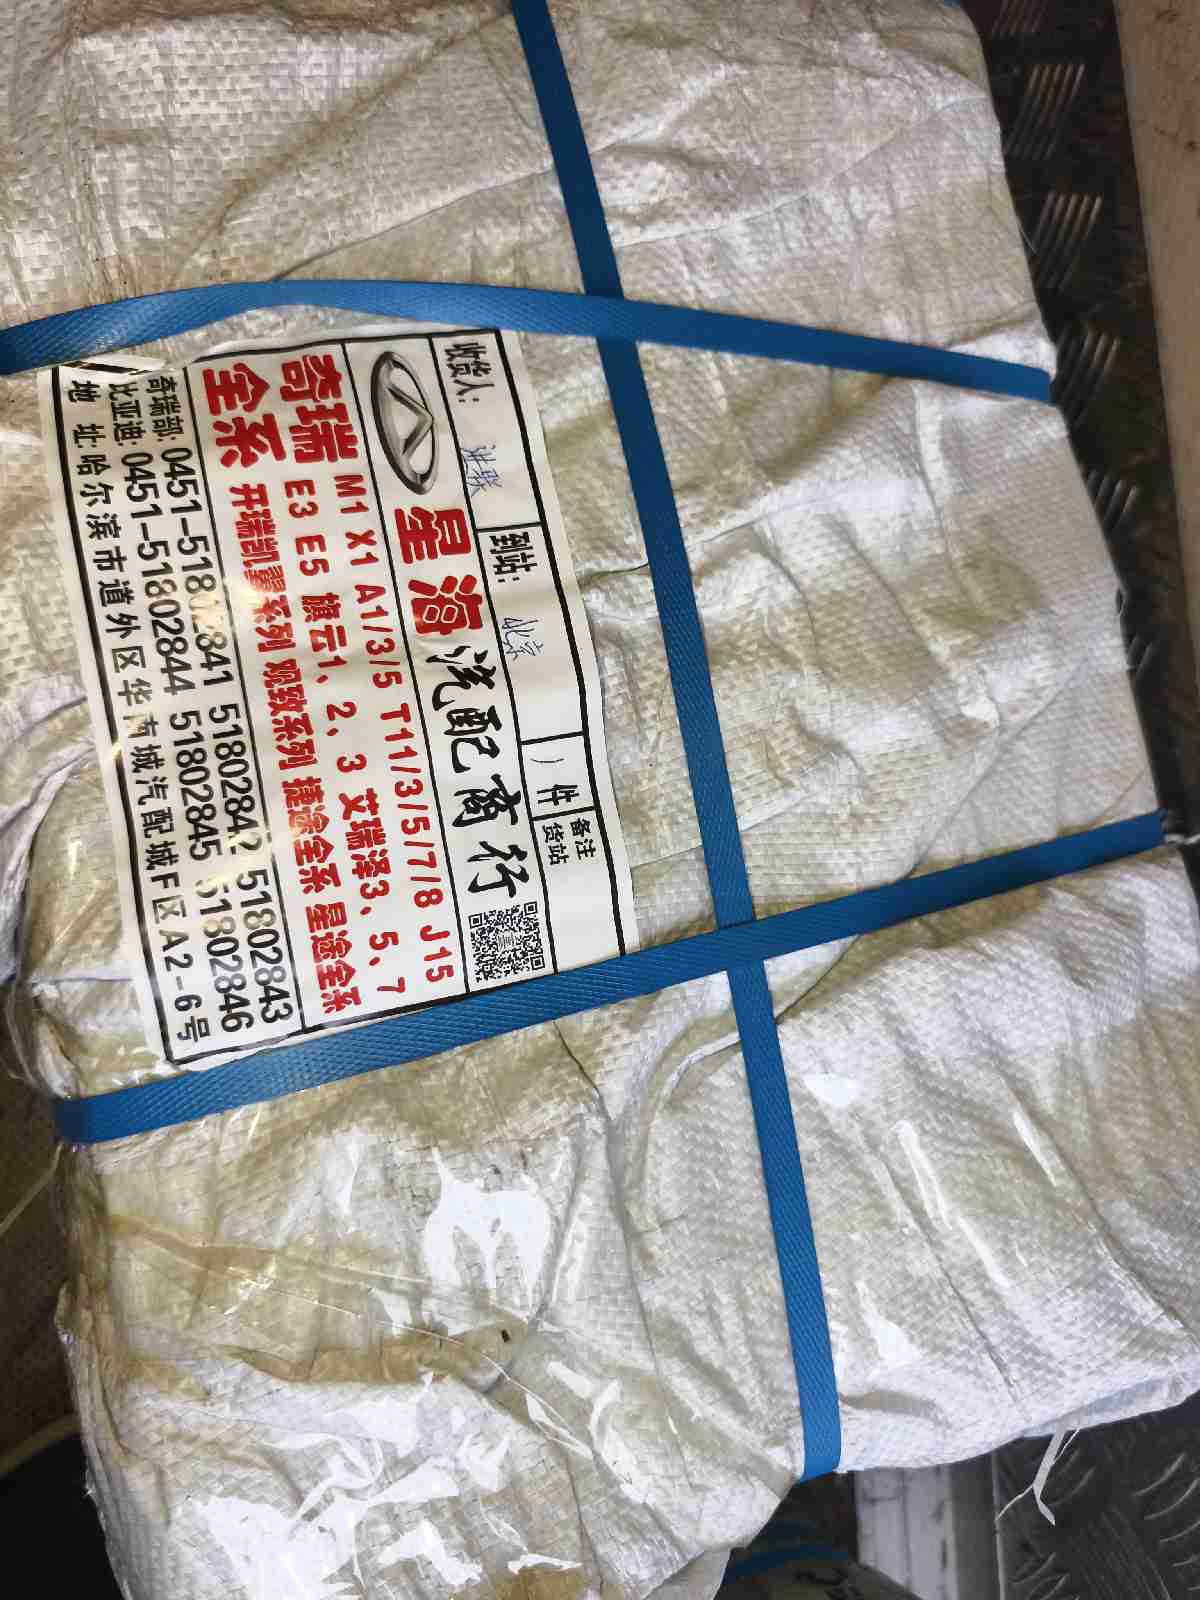 收货人: 洪联 到站: 北京 1件 备注 货站
星海汽配商行
奇瑞全系
M1 X1 A1/3/5 T11/3/5/7/8 J15
E3 E5 旗云1、2、3 艾瑞泽3、5、7
开瑞凯翼系列 观致系列 捷途全系 星途全系
奇瑞部: 0451-51802841 51802842 51802843
比亚迪: 0451-51802844 51802845 51802846
地 址: 哈尔滨市道外区华南城汽配城F区A2-6号